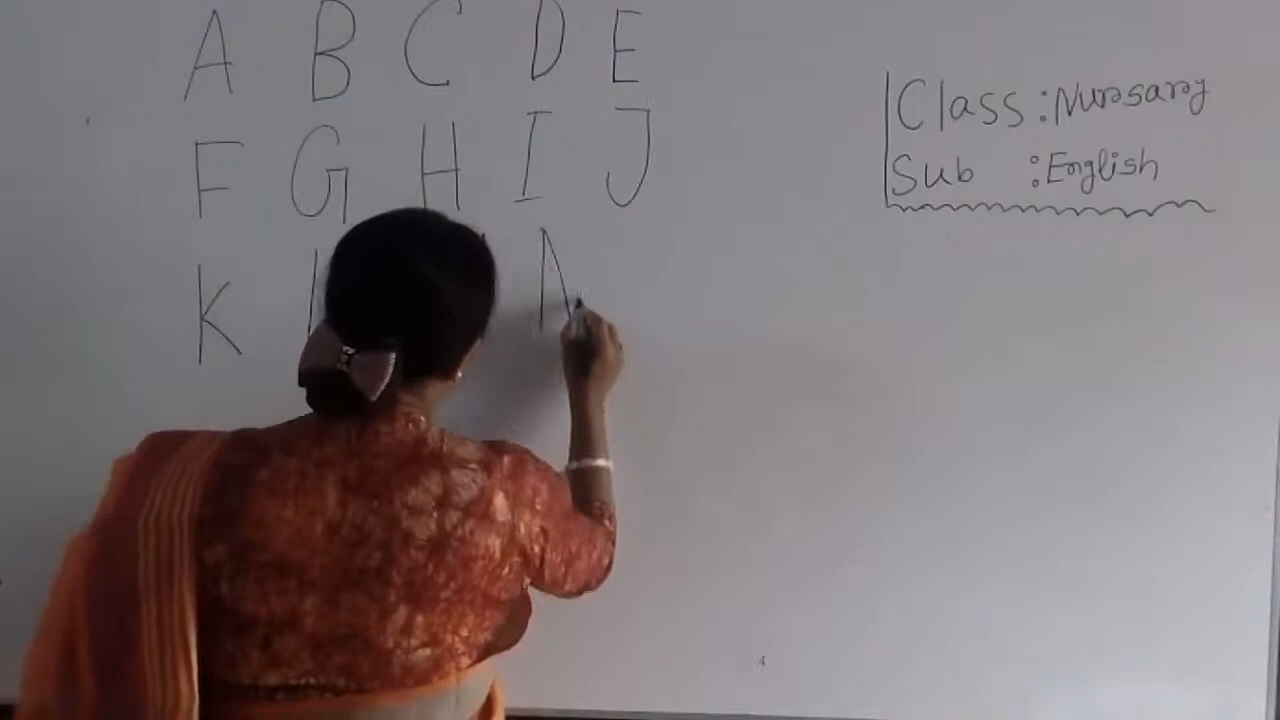 A B C D E
F G H I J
K
Class : Nursary
Sub : English